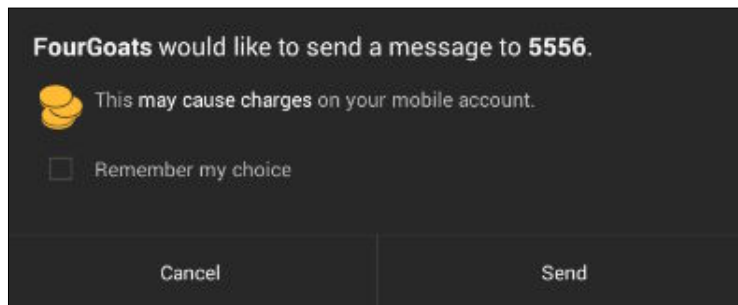 FourGoats would like to send a message to 5556.
This may cause charges on your mobile account.
Remember my choice
Cancel
Send